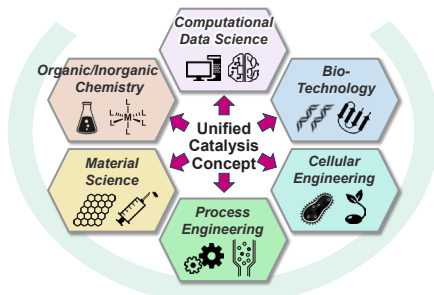 Computational
Data Science
Organic/Inorganic
Chemistry
L
L
L
M
L
L
L
Bio-
Technology
Unified
Catalysis
Concept
Material
Science
Cellular
Engineering
Process
Engineering